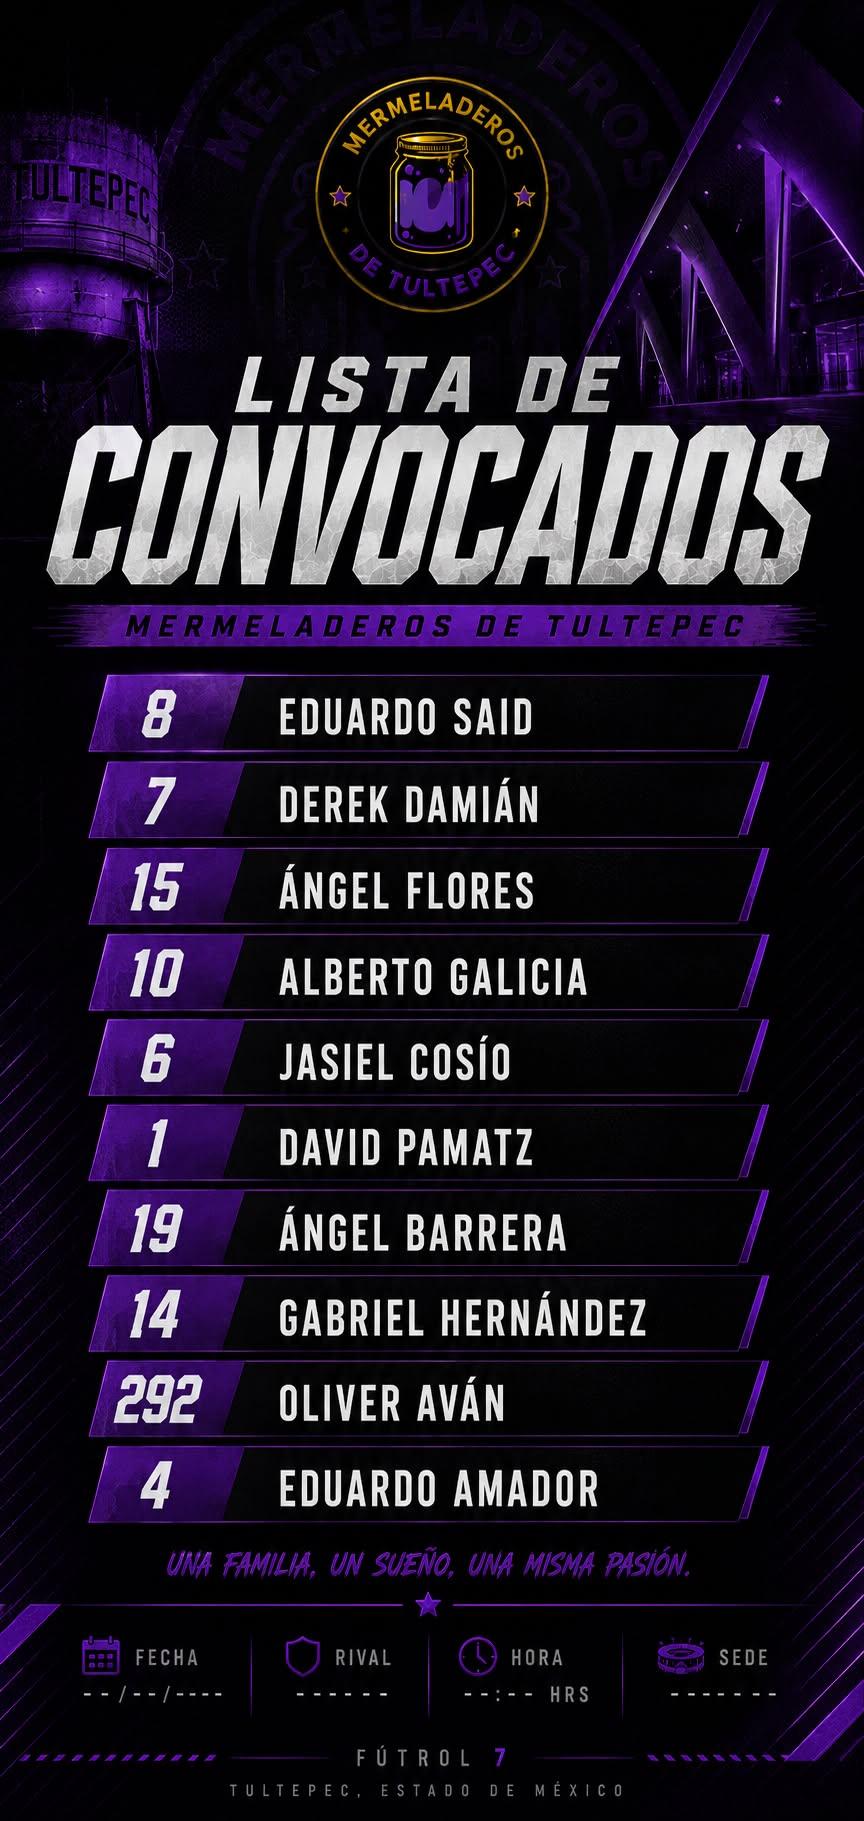 MERMELADEROS
TULTEPEC
MERMELADEROS
DE TULTEPEC
LISTA DE
CONVOCADOS
MERMELADEROS DE TULTEPEC
8 EDUARDO SAID
7 DEREK DAMIÁN
15 ÁNGEL FLORES
10 ALBERTO GALICIA
6 JASIEL COSÍO
1 DAVID PAMATZ
19 ÁNGEL BARRERA
14 GABRIEL HERNÁNDEZ
292 OLIVER AVÁN
4 EDUARDO AMADOR
UNA FAMILIA, UN SUEÑO, UNA MISMA PASIÓN.
FECHA RIVAL HORA SEDE
--/--/---- ------ --:-- HRS -------
FÚTROL 7
TULTEPEC, ESTADO DE MÉXICO